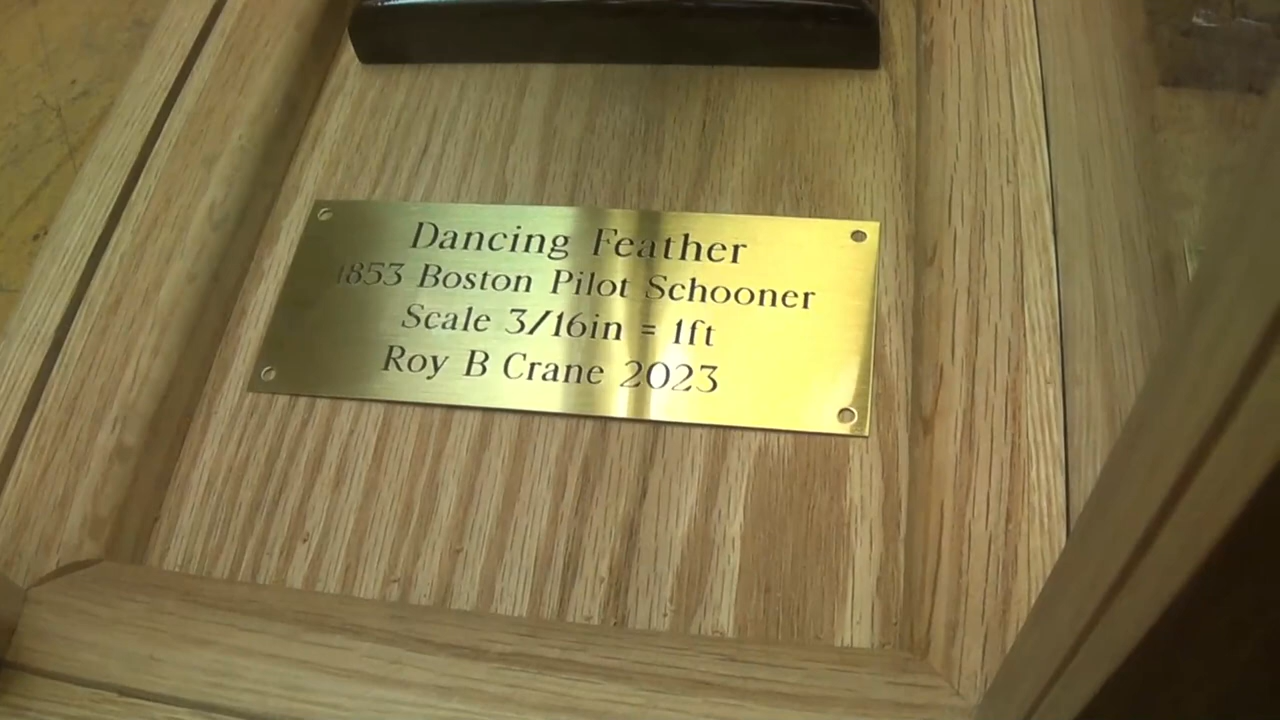 Dancing Feather
1853 Boston Pilot Schooner
Scale 3/16in = 1ft
Roy B Crane 2023